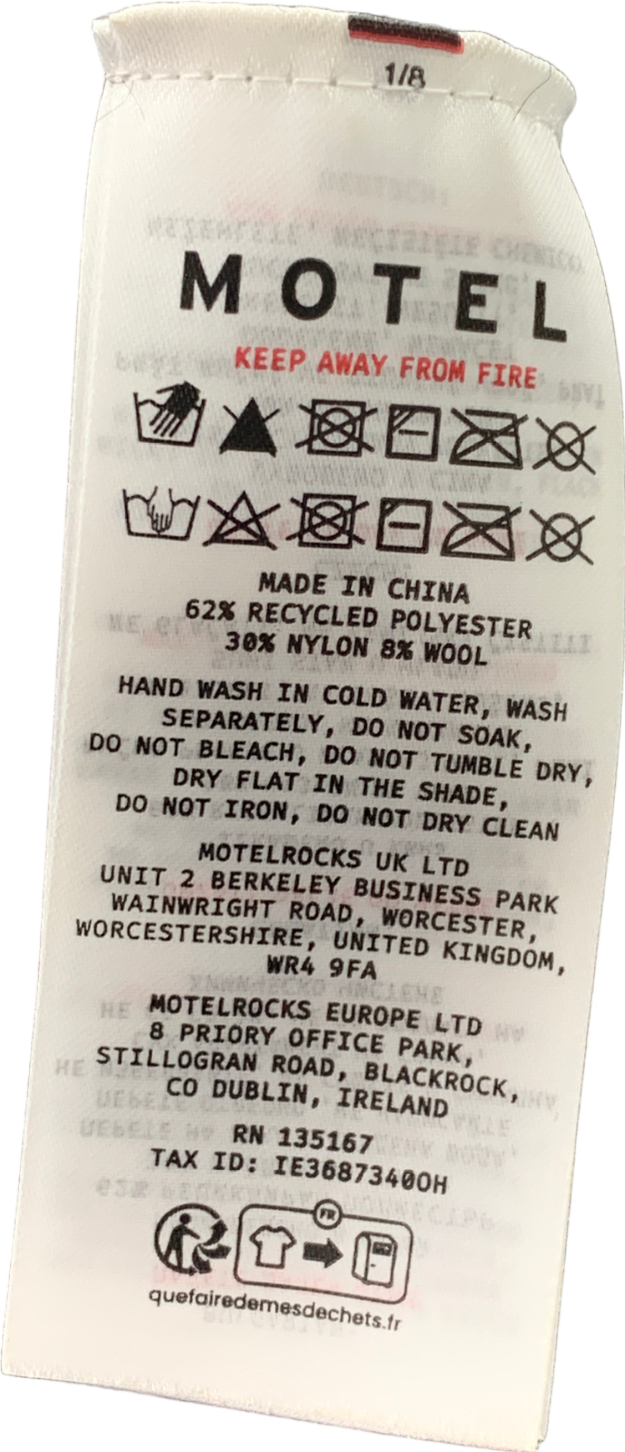 1/8
MOTEL
KEEP AWAY FROM FIRE
MADE IN CHINA
62% RECYCLED POLYESTER
30% NYLON 8% WOOL
HAND WASH IN COLD WATER, WASH
SEPARATELY, DO NOT SOAK,
DO NOT BLEACH, DO NOT TUMBLE DRY,
DRY FLAT IN THE SHADE,
DO NOT IRON, DO NOT DRY CLEAN
MOTELROCKS UK LTD
UNIT 2 BERKELEY BUSINESS PARK
WAINWRIGHT ROAD, WORCESTER,
WORCESTERSHIRE, UNITED KINGDOM,
WR4 9FA
MOTELROCKS EUROPE LTD
8 PRIORY OFFICE PARK,
STILLOGRAN ROAD, BLACKROCK,
CO DUBLIN, IRELAND
RN 135167
TAX ID: IE3687340OH
FR
quefairedemesdechets.fr